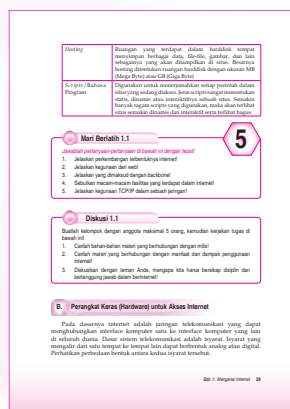 Hosting
Ruangan yang terdapat dalam harddisk tempat
menyimpan berbagai data, file-file, gambar, dan lain
sebagainya yang akan ditampilkan di situs. Besarnya
hosting ditentukan ruangan harddisk dengan ukuran MB
(Mega Byte) atau GB (Giga Byte)
Scripts/Bahasa
Program
Digunakan untuk menerjemahkan setiap perintah dalam
situs yang sedang diakses. Jenis scripts sangat menentukan
statis, dinamis atau interaktifnya sebuah situs. Semakin
banyak ragam scripts yang digunakan, maka akan terlihat
situs semakin dinamis dan interaktif serta terlihat bagus.
Mari Berlatih 1.1
5
Jawablah pertanyaan-pertanyaan di bawah ini dengan tepat!
1. Jelaskan perkembangan terbentuknya internet!
2. Jelaskan kegunaan dari web!
3. Jelaskan yang dimaksud dengan backbone!
4. Sebutkan macam-macam fasilitas yang terdapat dalam internet!
5. Jelaskan kegunaan TCP/IP dalam sebuah jaringan!
Diskusi 1.1
Buatlah kelompok dengan anggota maksimal 5 orang, kemudian kerjakan tugas di
bawah ini!
1. Carilah bahan-bahan materi yang berhubungan dengan milis!
2. Carilah materi yang berhubungan dengan manfaat dan dampak penggunaan
internet!
3. Diskusikan dengan teman Anda, mengapa kita harus bersikap disiplin dan
bertanggung jawab dalam berinternet!
B. Perangkat Keras (Hardware) untuk Akses Internet
Pada dasarnya internet adalah jaringan telekomunikasi yang dapat
menghubungkan interface komputer satu ke interface komputer yang lain
di seluruh dunia. Dasar sistem telekomunikasi adalah isyarat. Isyarat yang
mengalir dari satu tempat ke tempat lain dapat berbentuk analog atau digital.
Perhatikan perbedaan bentuk antara kedua isyarat tersebut.
Bab 1: Mengenal Internet 29